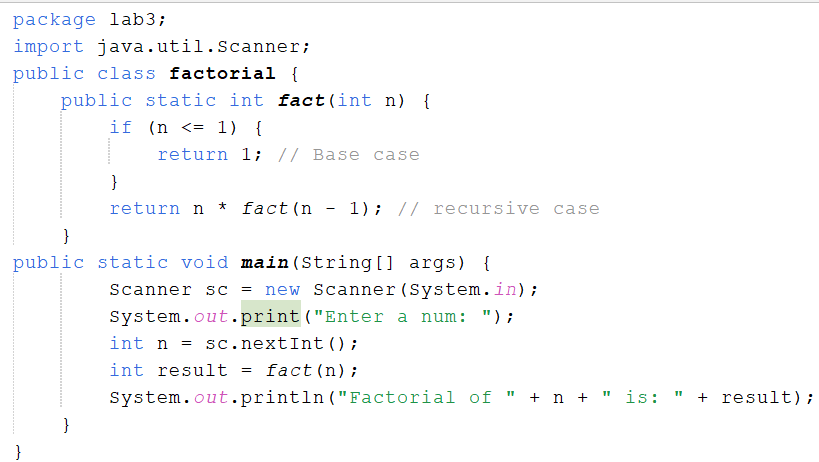 package lab3;
import java.util.Scanner;
public class factorial {
    public static int fact(int n) {
        if (n <= 1) {
            return 1; // Base case
        }
        return n * fact(n - 1); // recursive case
    }
public static void main(String[] args) {
        Scanner sc = new Scanner(System.in);
        System.out.print("Enter a num: ");
        int n = sc.nextInt();
        int result = fact(n);
        System.out.println("Factorial of " + n + " is: " + result);
    }
}